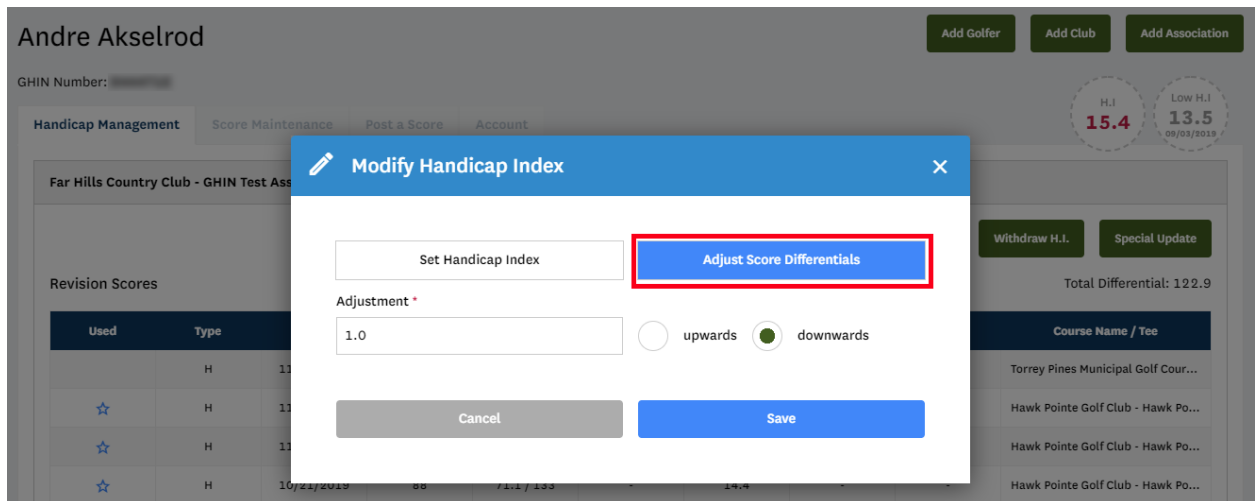 Andre Akselrod
Add Golfer Add Club Add Association
GHIN Number:
H.I
15.4
Low H.I
13.5
09/03/2019
Handicap Management Score Maintenance Post a Score Account
Modify Handicap Index
Far Hills Country Club - GHIN Test Ass
Withdraw H.I. Special Update
Set Handicap Index Adjust Score Differentials
Revision Scores Total Differential: 122.9
Adjustment *
1.0 upwards downwards
Used Type Course Name / Tee
H 11 Torrey Pines Municipal Golf Cour...
H 11 Hawk Pointe Golf Club - Hawk Po...
Cancel Save
H 11 Hawk Pointe Golf Club - Hawk Po...
H 10/21/2019 88 71.1 / 133 - 14.4 - - Hawk Pointe Golf Club - Hawk Po...